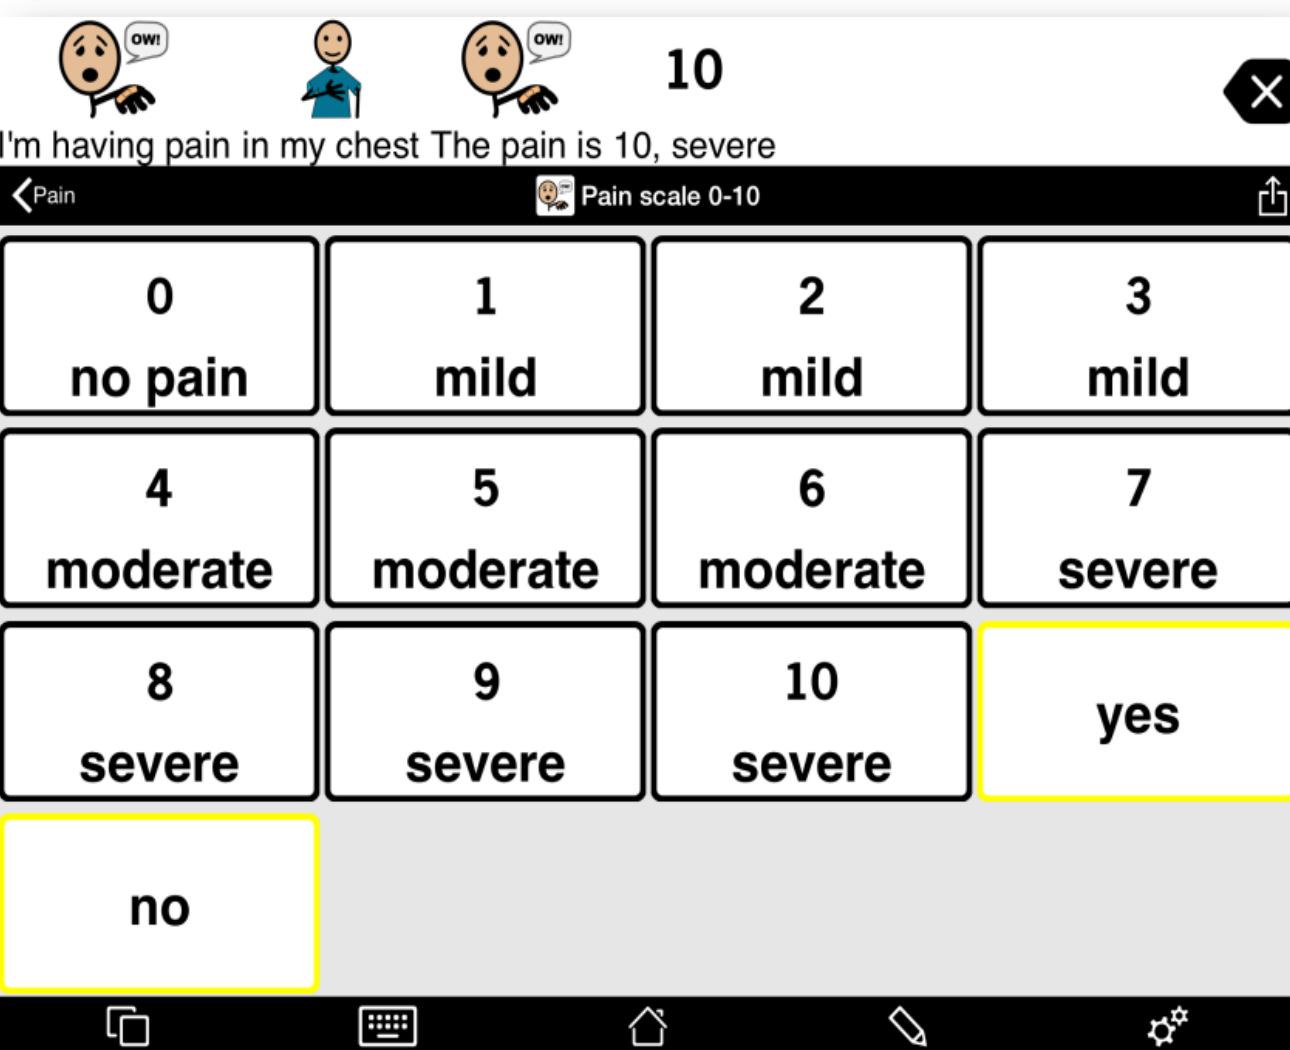 OW!
OW!
10
I'm having pain in my chest The pain is 10, severe
Pain
Pain scale 0-10
0
no pain
1
mild
2
mild
3
mild
4
moderate
5
moderate
6
moderate
7
severe
8
severe
9
severe
10
severe
yes
no